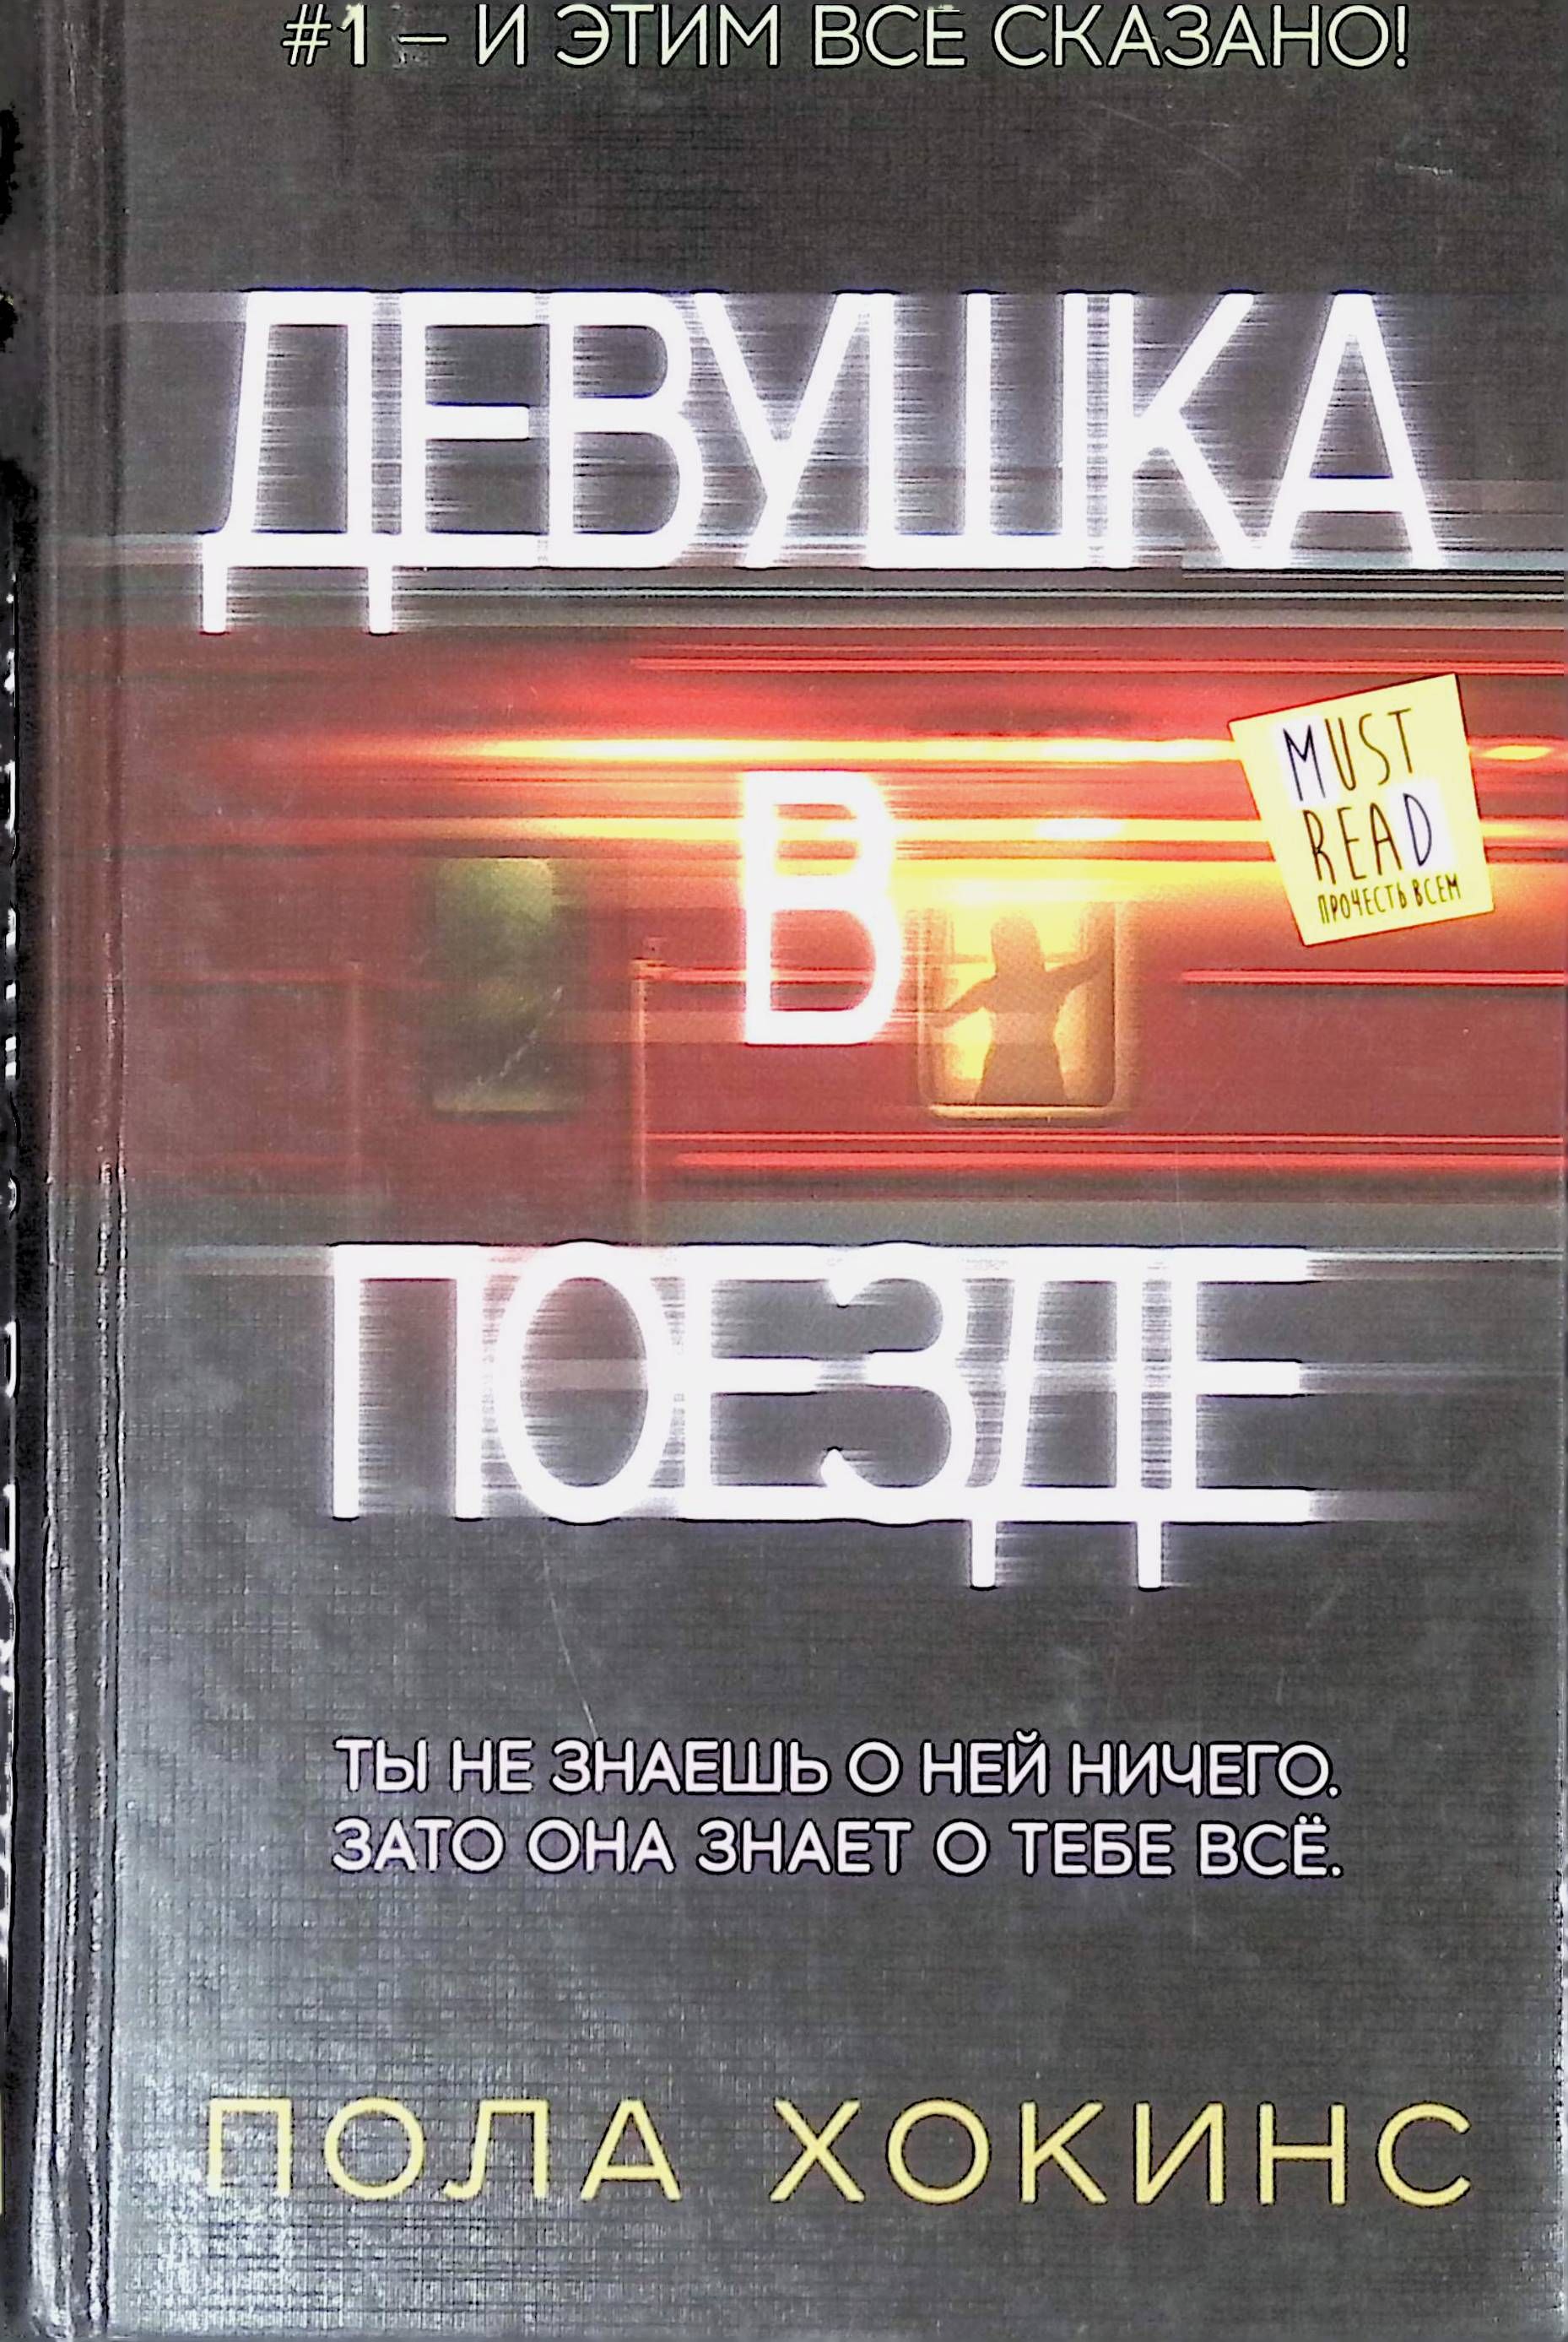 #1 – И ЭТИМ ВСЕ СКАЗАНО!
ДЕВУШКА
В
MUST
READ
ПРОЧЕСТЬ ВСЕМ
ПОЕЗДЕ
ТЫ НЕ ЗНАЕШЬ О НЕЙ НИЧЕГО.
ЗАТО ОНА ЗНАЕТ О ТЕБЕ ВСЁ.
ПОЛА ХОКИНС